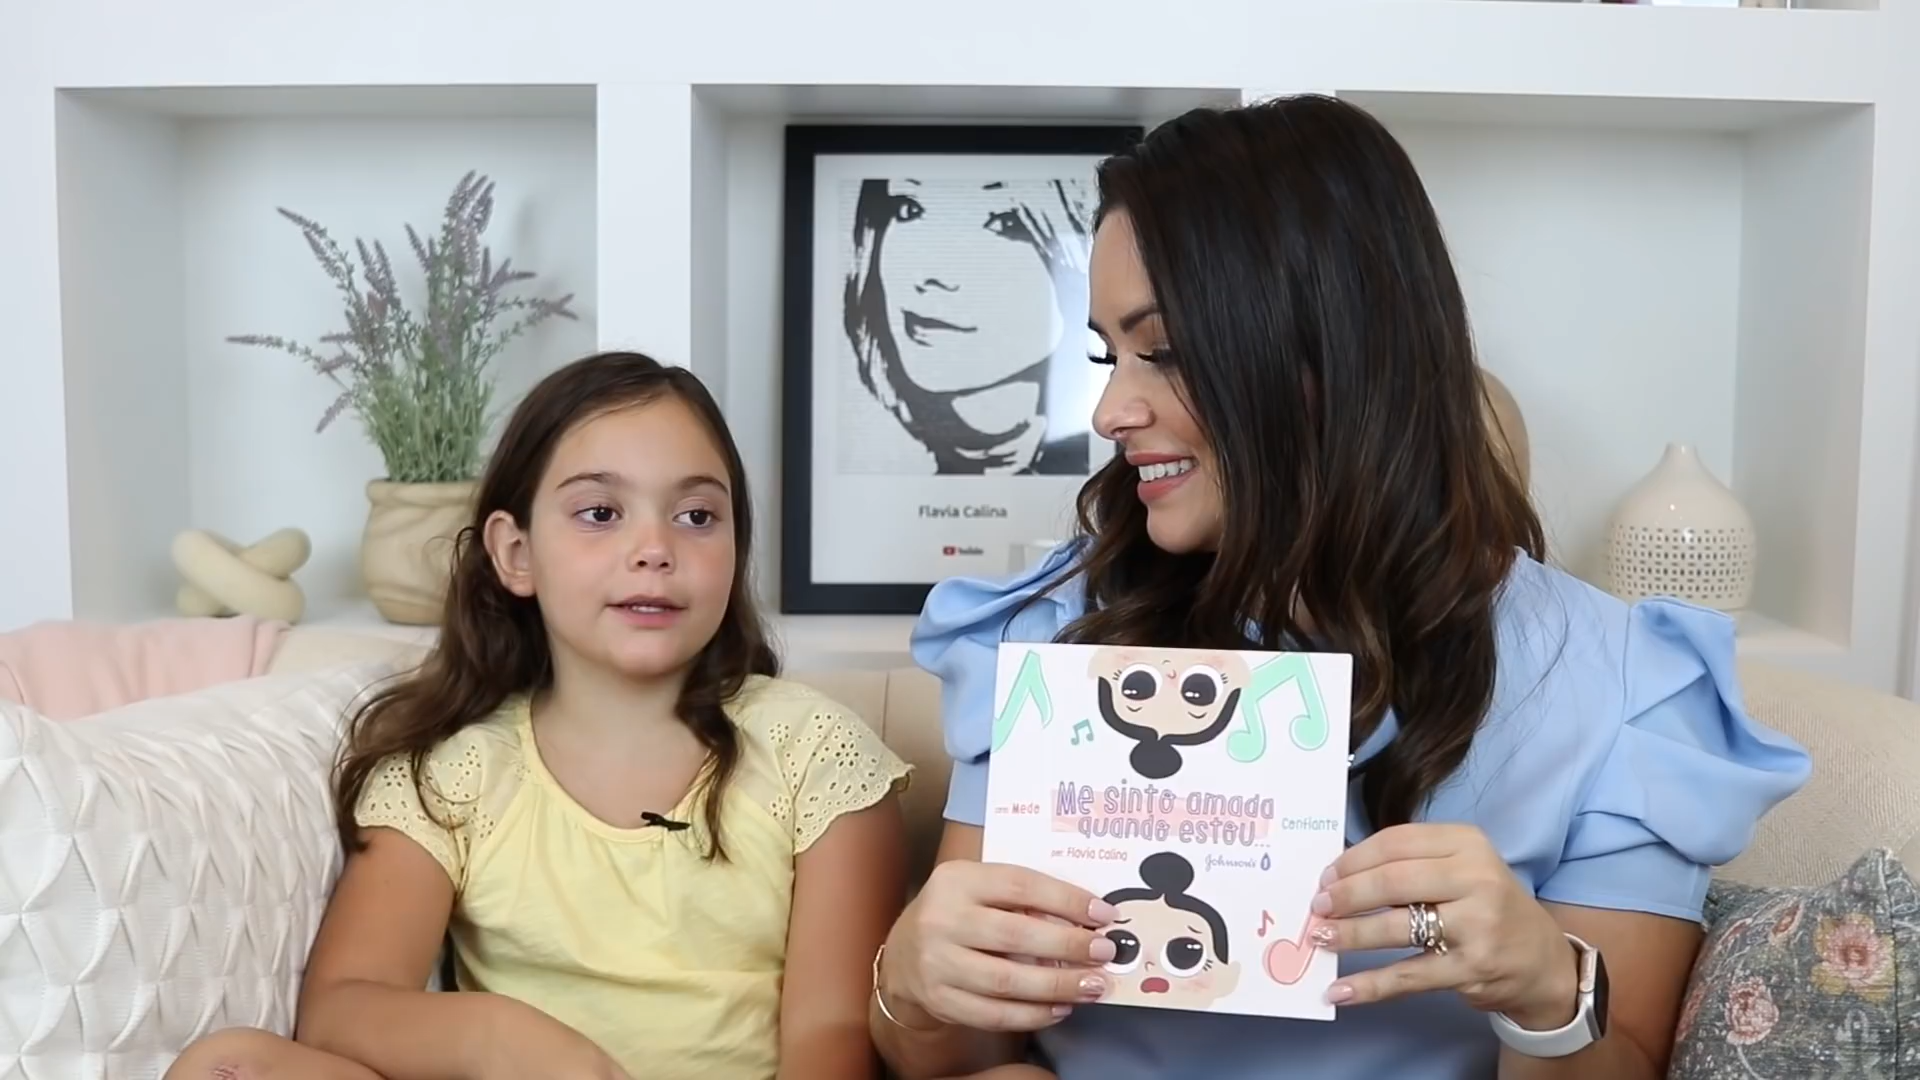 Flavia Calina
YouTube
com Medo
Me sinto amada
quando estou...
Confiante
por: Flavia Calina
Johnson's